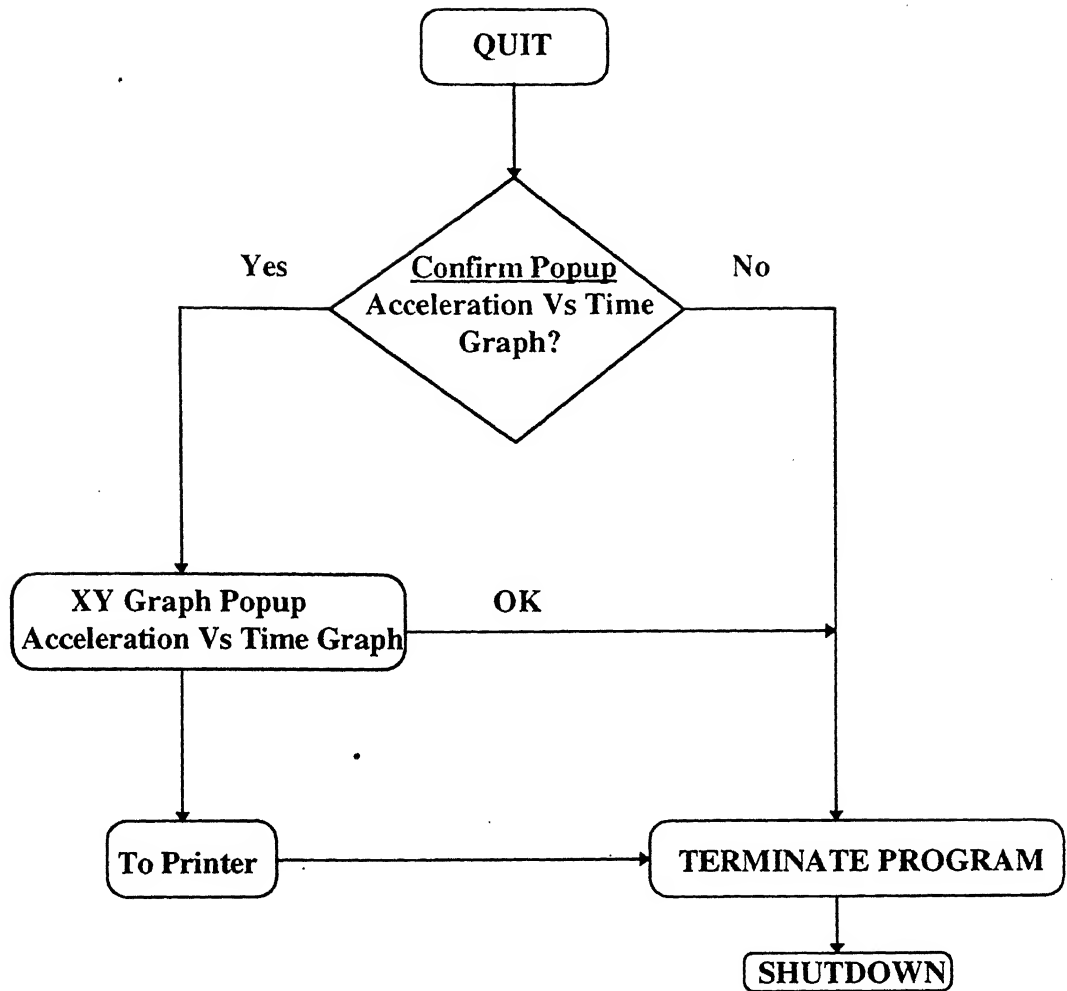 QUIT
Yes
Confirm Popup
Acceleration Vs Time
Graph?
No
XY Graph Popup
Acceleration Vs Time Graph
OK
To Printer
TERMINATE PROGRAM
SHUTDOWN